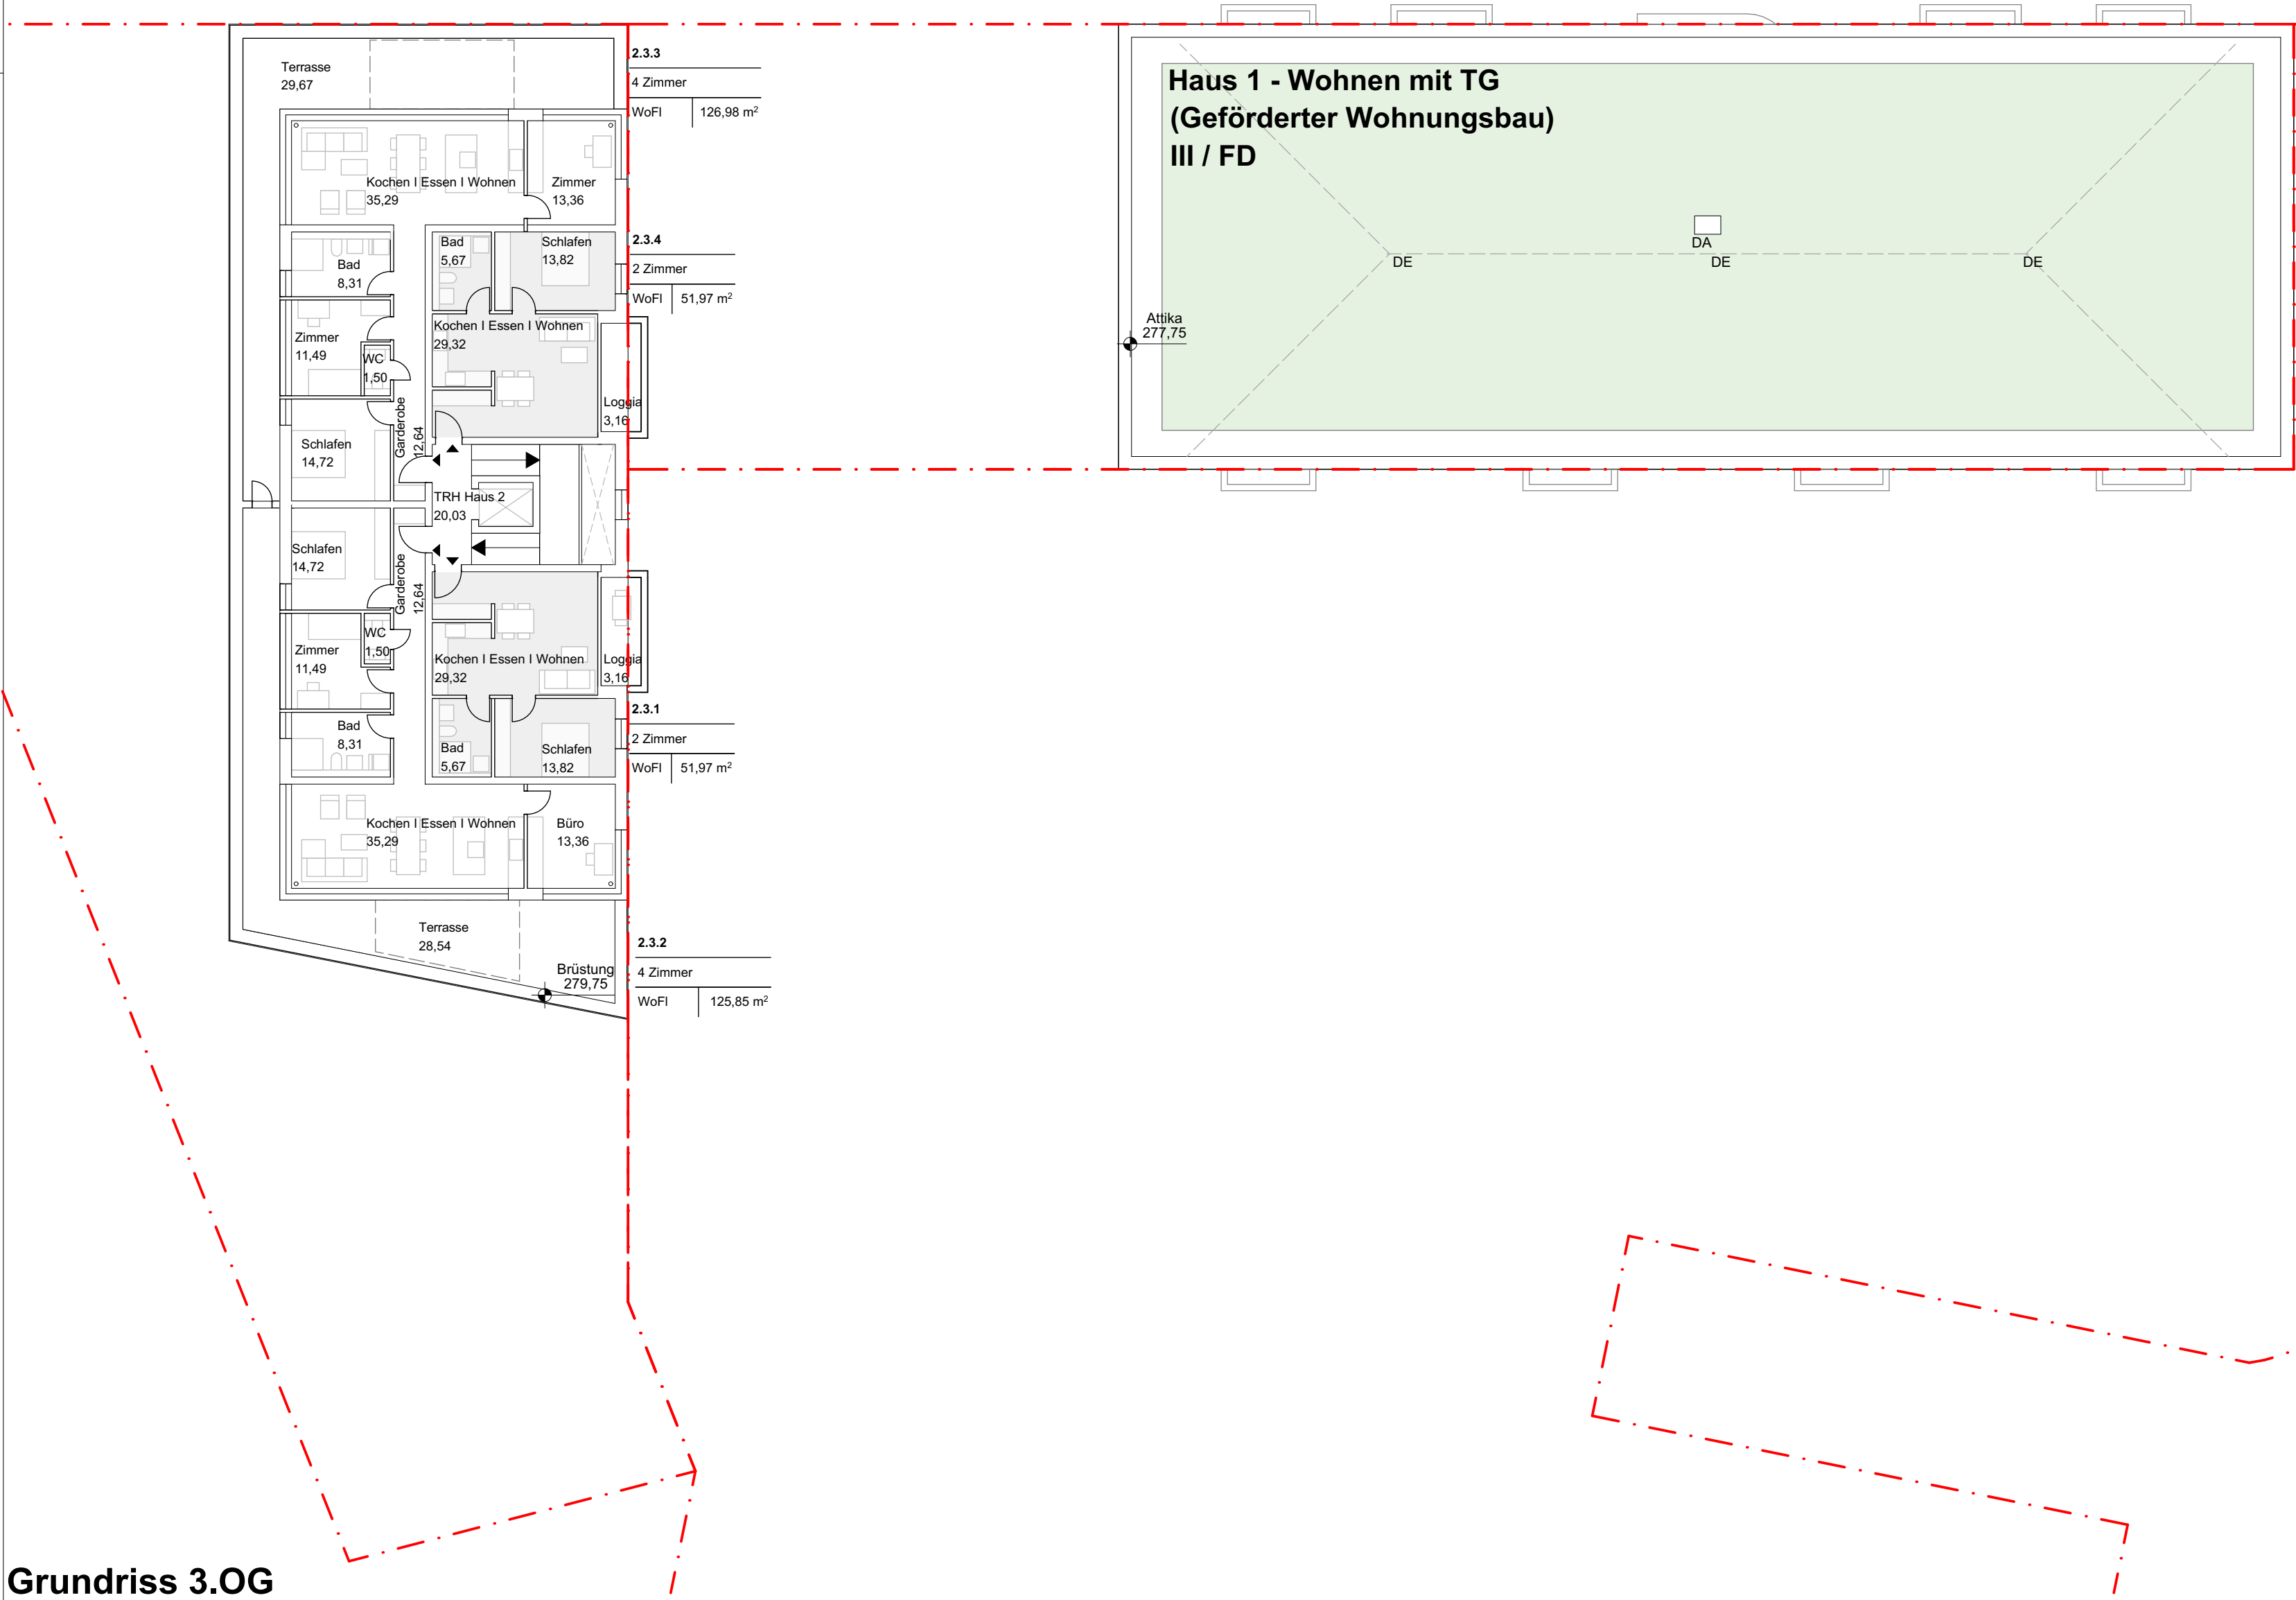 2.3.3
4 Zimmer
WoFl 126,98 m²
Terrasse
29,67
Kochen I Essen I Wohnen
35,29
Zimmer
13,36
Bad
8,31
Bad
5,67
Schlafen
13,82
2.3.4
2 Zimmer
WoFl 51,97 m²
Kochen I Essen I Wohnen
29,32
Zimmer
11,49
WC
1,50
Garderobe
12,64
Loggia
3,16
Schlafen
14,72
TRH Haus 2
20,03
Schlafen
14,72
Garderobe
12,64
WC
1,50
Zimmer
11,49
Kochen I Essen I Wohnen
29,32
Loggia
3,16
2.3.1
2 Zimmer
WoFl 51,97 m²
Bad
8,31
Bad
5,67
Schlafen
13,82
Kochen I Essen I Wohnen
35,29
Büro
13,36
Terrasse
28,54
Brüstung
279,75
2.3.2
4 Zimmer
WoFl 125,85 m²
Haus 1 - Wohnen mit TG
(Geförderter Wohnungsbau)
III / FD
DA
DE DE DE
Attika
277,75
Grundriss 3.OG